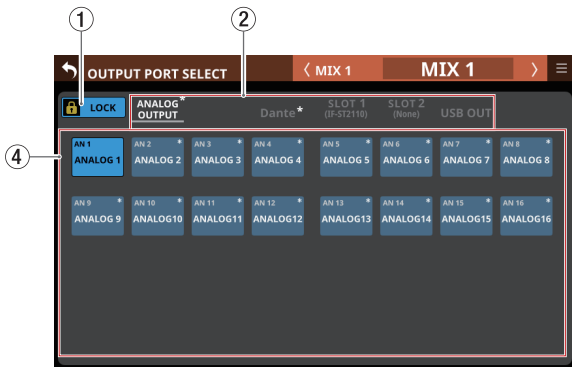 1 2
OUTPUT PORT SELECT
MIX 1
MIX 1
LOCK
ANALOG*
OUTPUT
Dante*
SLOT 1
(IF-ST2110)
SLOT 2
(None)
USB OUT
4
AN 1
ANALOG 1
AN 2 *
ANALOG 2
AN 3 *
ANALOG 3
AN 4 *
ANALOG 4
AN 5 *
ANALOG 5
AN 6 *
ANALOG 6
AN 7 *
ANALOG 7
AN 8 *
ANALOG 8
AN 9 *
ANALOG 9
AN 10 *
ANALOG10
AN 11 *
ANALOG11
AN 12 *
ANALOG12
AN 13 *
ANALOG13
AN 14 *
ANALOG14
AN 15 *
ANALOG15
AN 16 *
ANALOG16